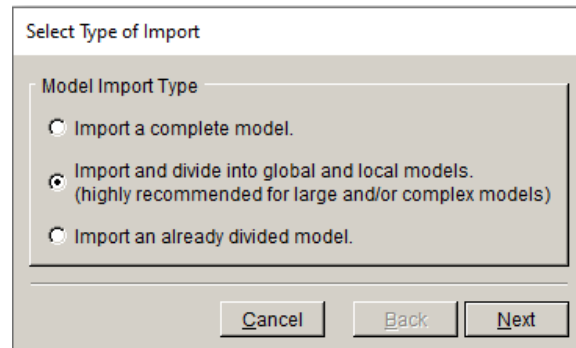 Select Type of Import
Model Import Type
Import a complete model.
Import and divide into global and local models.
(highly recommended for large and/or complex models)
Import an already divided model.
Cancel Back Next